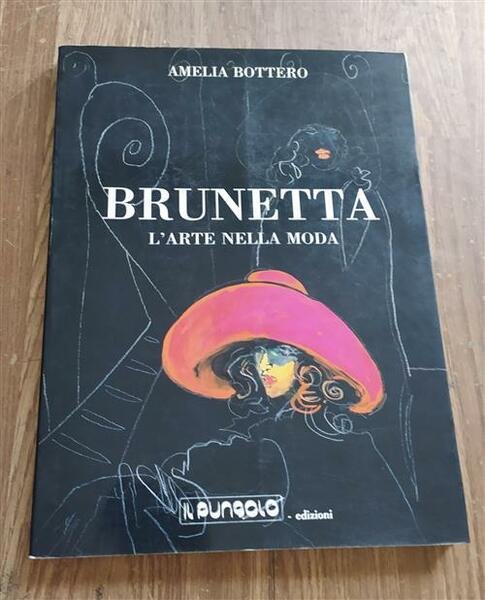 AMELIA BOTTERO
BRUNETTA
L'ARTE NELLA MODA
IL PUNGOLO - edizioni